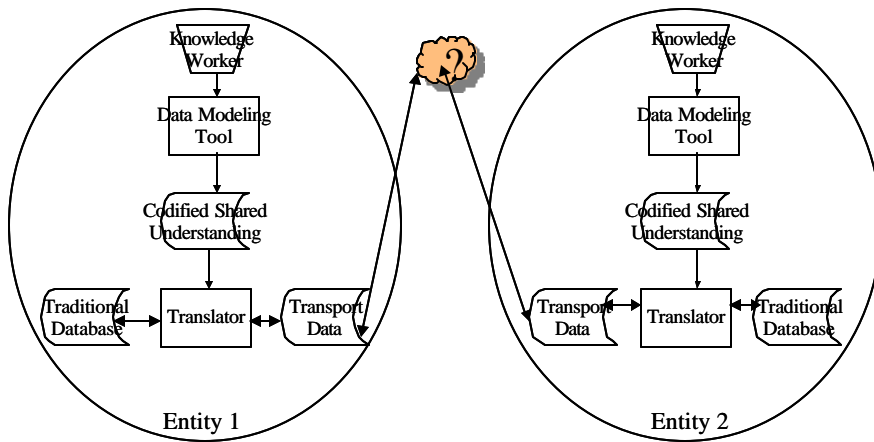 Knowledge
Worker
Data Modeling
Tool
Codified Shared
Understanding
Traditional
Database
Translator
Transport
Data
Entity 1
?
Knowledge
Worker
Data Modeling
Tool
Codified Shared
Understanding
Transport
Data
Translator
Traditional
Database
Entity 2